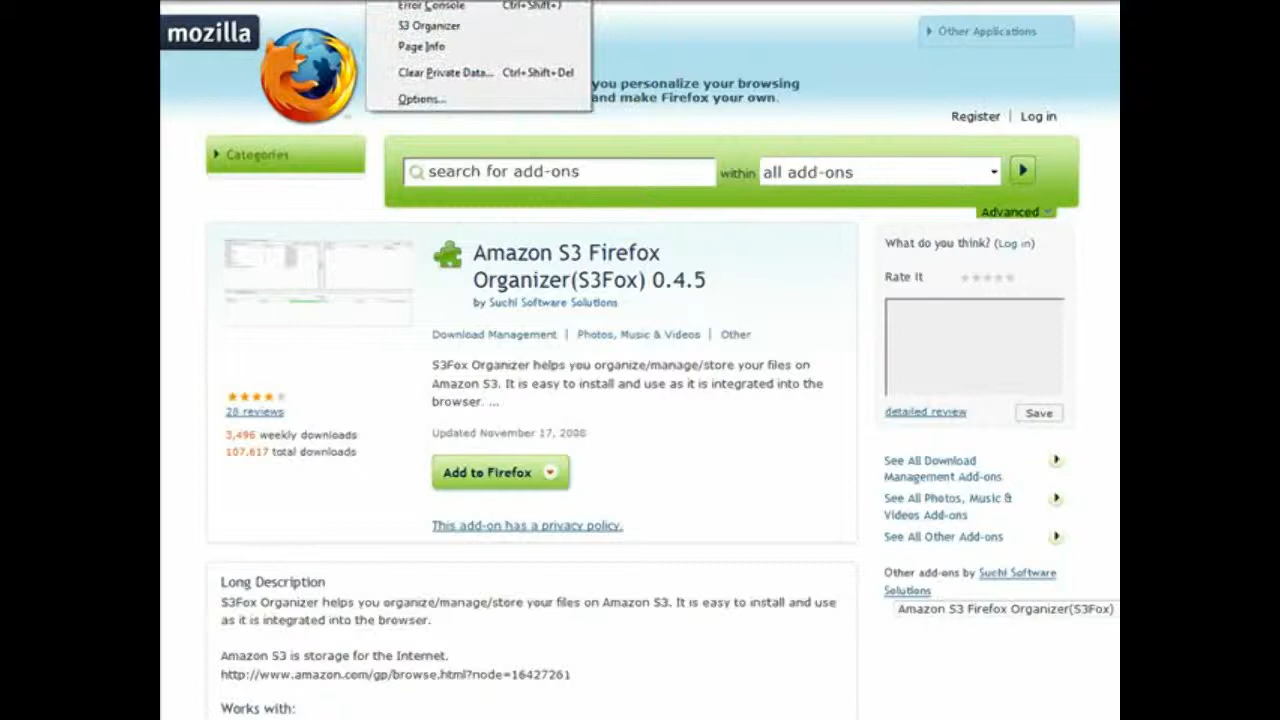 Error Console Ctrl+Shift+J
S3 Organizer
Page Info
Clear Private Data... Ctrl+Shift+Del
Options...
mozilla
Other Applications
you personalize your browsing
and make Firefox your own.
Register | Log in
Categories
search for add-ons within all add-ons
Advanced
Amazon S3 Firefox
Organizer(S3Fox) 0.4.5
by Suchi Software Solutions
Download Management | Photos, Music & Videos | Other
S3Fox Organizer helps you organize/manage/store your files on
Amazon S3. It is easy to install and use as it is integrated into the
browser. ...
28 reviews
3,496 weekly downloads
107,617 total downloads
Updated November 17, 2008
Add to Firefox
This add-on has a privacy policy.
What do you think? (Log in)
Rate It
detailed review Save
See All Download
Management Add-ons
See All Photos, Music &
Videos Add-ons
See All Other Add-ons
Other add-ons by Suchi Software
Solutions
Amazon S3 Firefox Organizer(S3Fox)
Long Description
S3Fox Organizer helps you organize/manage/store your files on Amazon S3. It is easy to install and use
as it is integrated into the browser.
Amazon S3 is storage for the Internet.
http://www.amazon.com/gp/browse.html?node=16427261
Works with: